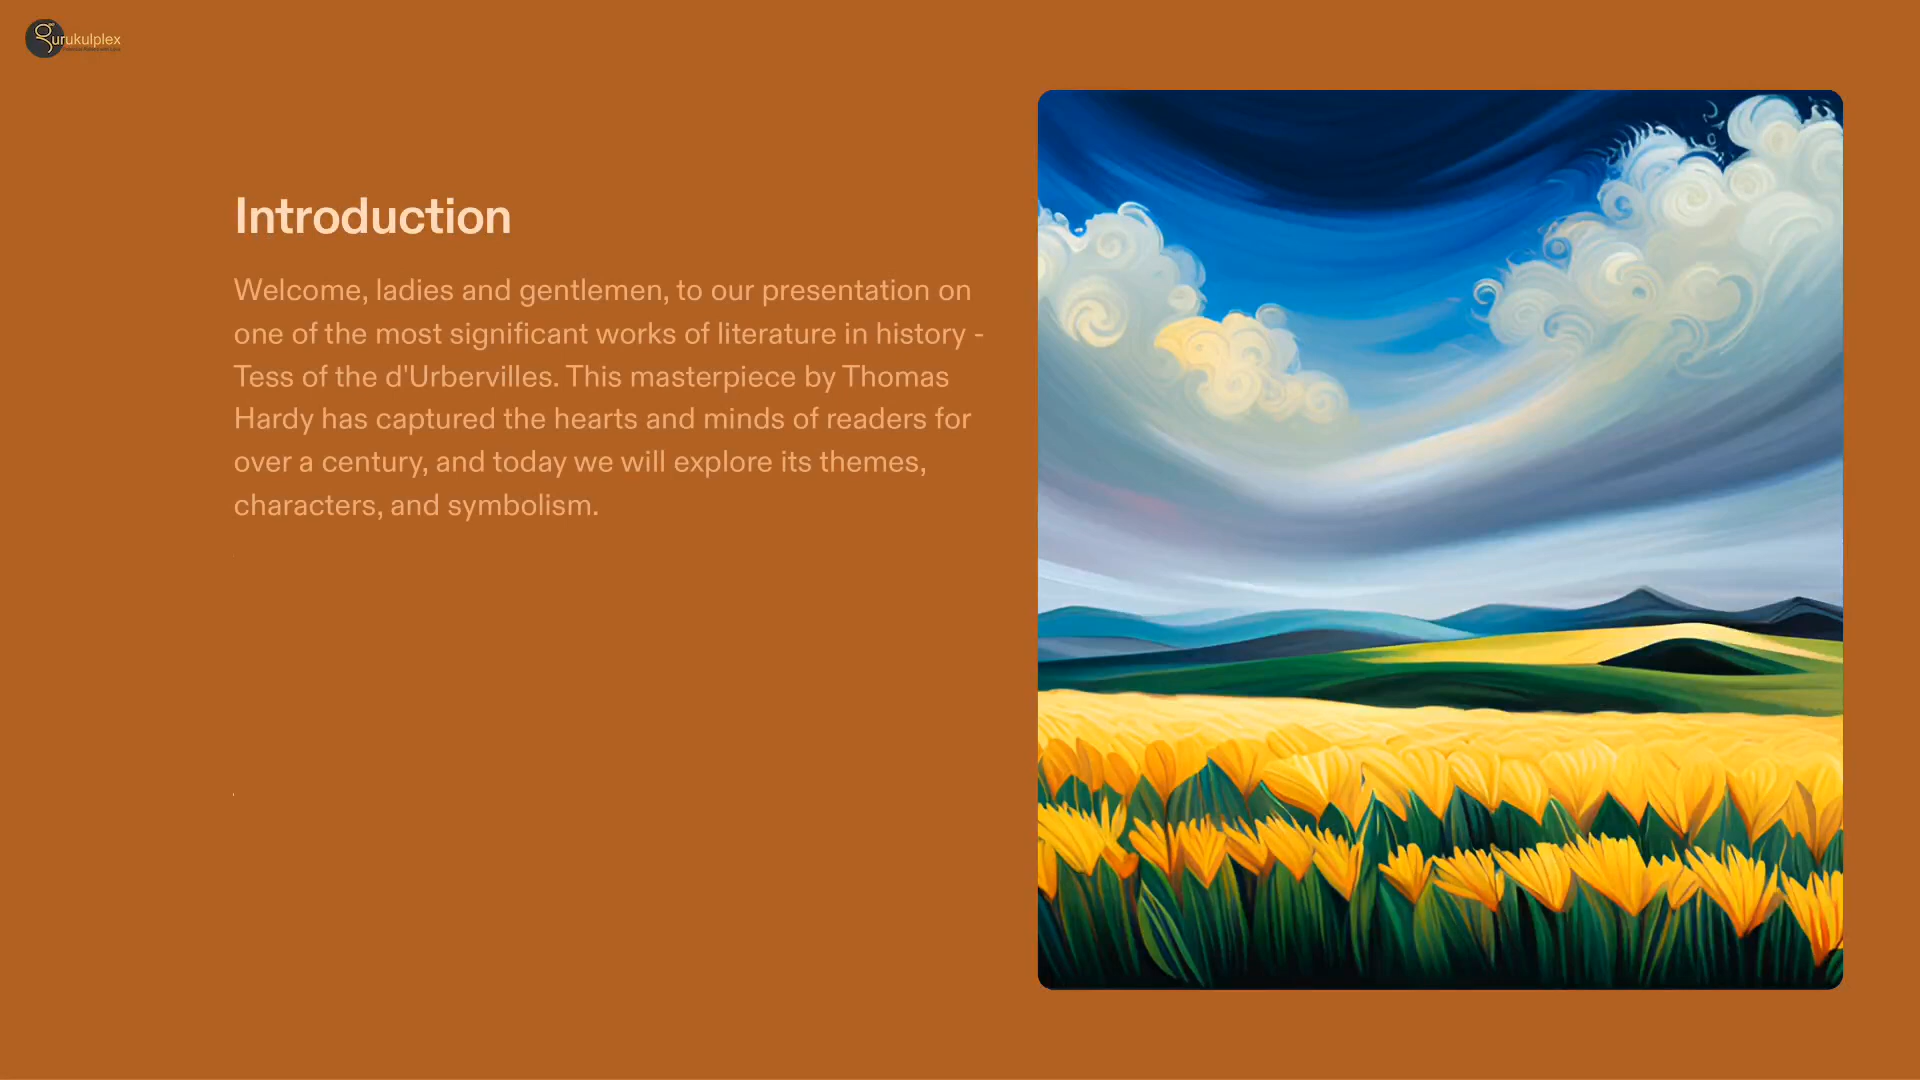 gurukulplex
Introduction
Welcome, ladies and gentlemen, to our presentation on
one of the most significant works of literature in history -
Tess of the d'Urbervilles. This masterpiece by Thomas
Hardy has captured the hearts and minds of readers for
over a century, and today we will explore its themes,
characters, and symbolism.